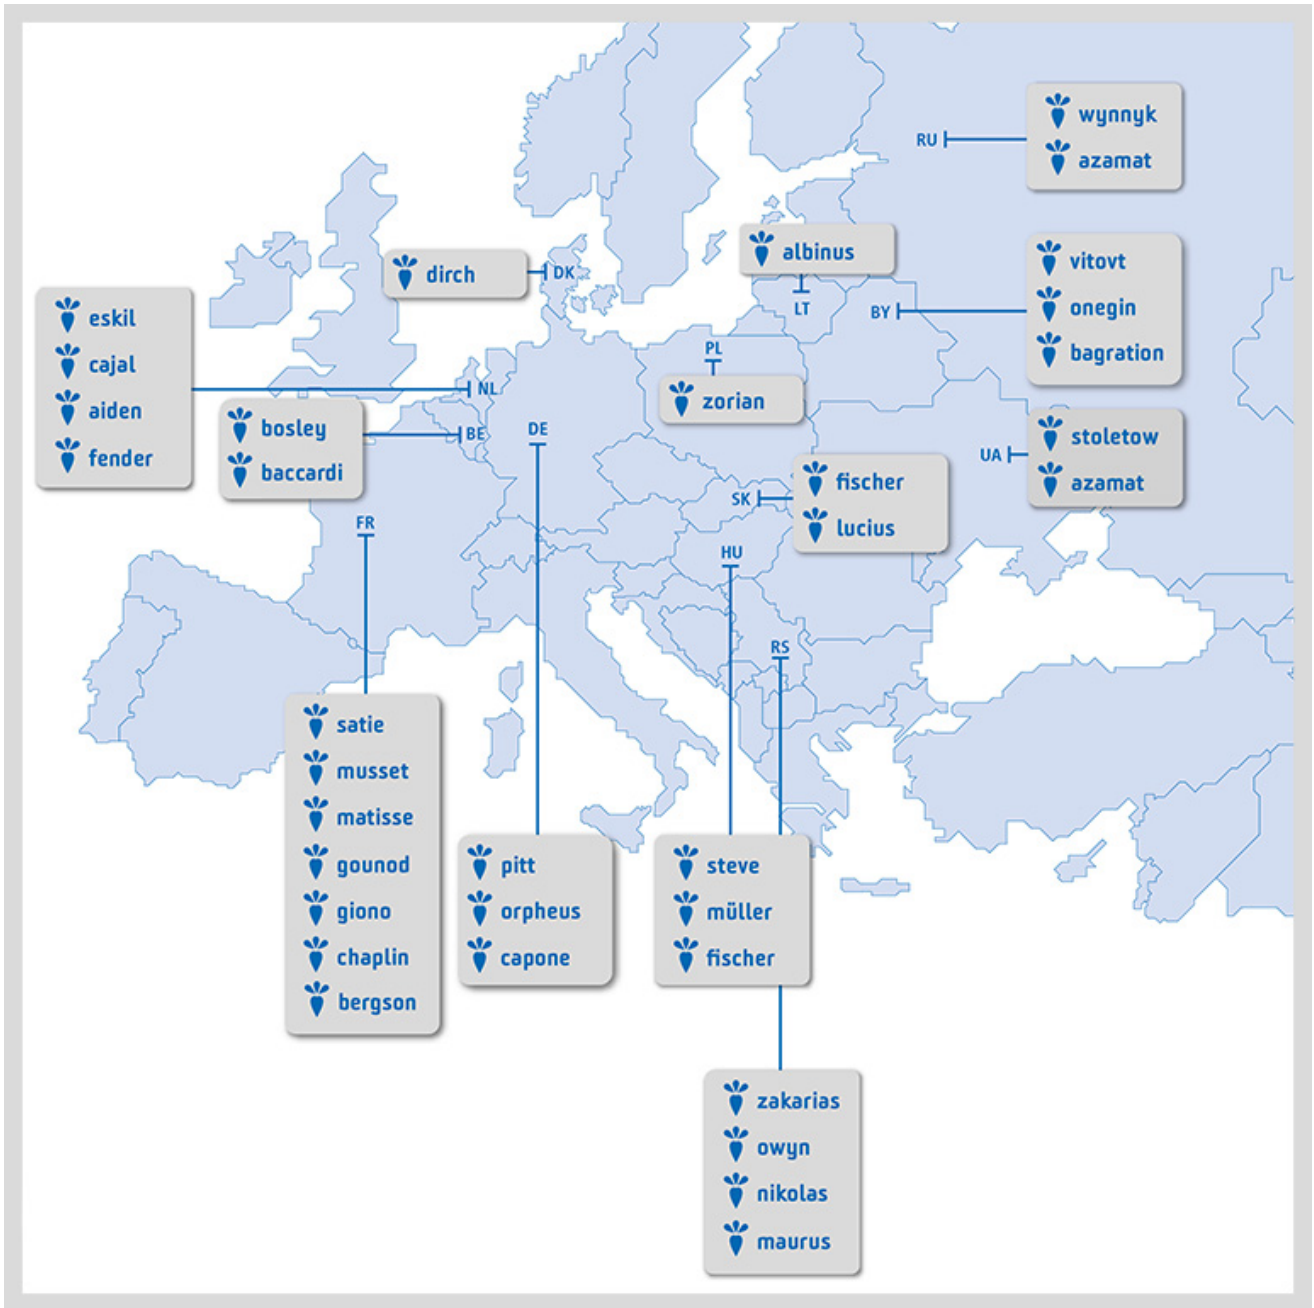 RU
wynnyk
azamat
dirch
DK
albinus
LT
BY
vitovt
onegin
bagration
eskil
cajal
aiden
fender
NL
bosley
baccardi
BE
DE
PL
zorian
UA
stoletow
azamat
SK
fischer
lucius
FR
HU
RS
satie
musset
matisse
gounod
giono
chaplin
bergson
pitt
orpheus
capone
steve
müller
fischer
zakarias
owyn
nikolas
maurus